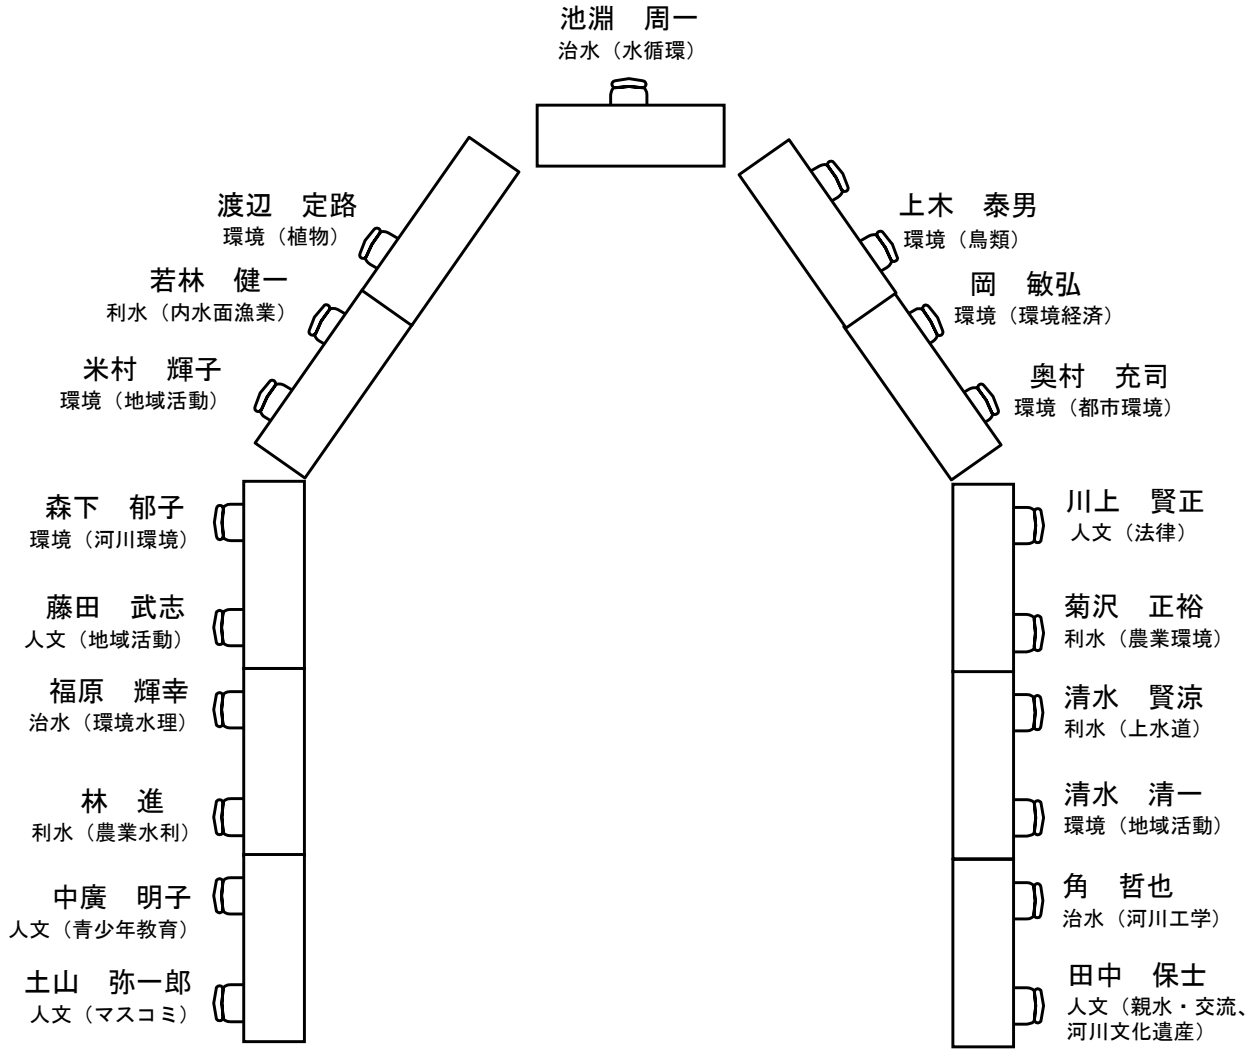 池淵　周一
治水（水循環）
渡辺　定路
環境（植物）
若林　健一
利水（内水面漁業）
米村　輝子
環境（地域活動）
森下　郁子
環境（河川環境）
藤田　武志
人文（地域活動）
福原　輝幸
治水（環境水理）
林　進
利水（農業水利）
中廣　明子
人文（青少年教育）
土山　弥一郎
人文（マスコミ）
上木　泰男
環境（鳥類）
岡　敏弘
環境（環境経済）
奥村　充司
環境（都市環境）
川上　賢正
人文（法律）
菊沢　正裕
利水（農業環境）
清水　賢涼
利水（上水道）
清水　清一
環境（地域活動）
角　哲也
治水（河川工学）
田中　保士
人文（親水・交流、
河川文化遺産）